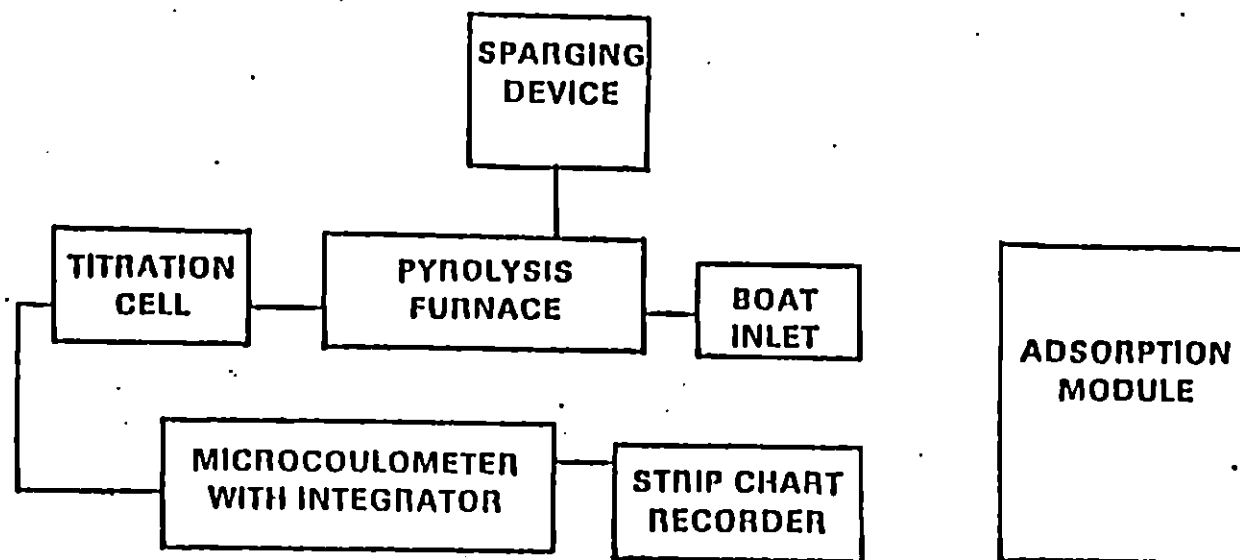 SPARGING
DEVICE
TITRATION
CELL
PYROLYSIS
FURNACE
BOAT
INLET
ADSORPTION
MODULE
MICROCOULOMETER
WITH INTEGRATOR
STRIP CHART
RECORDER